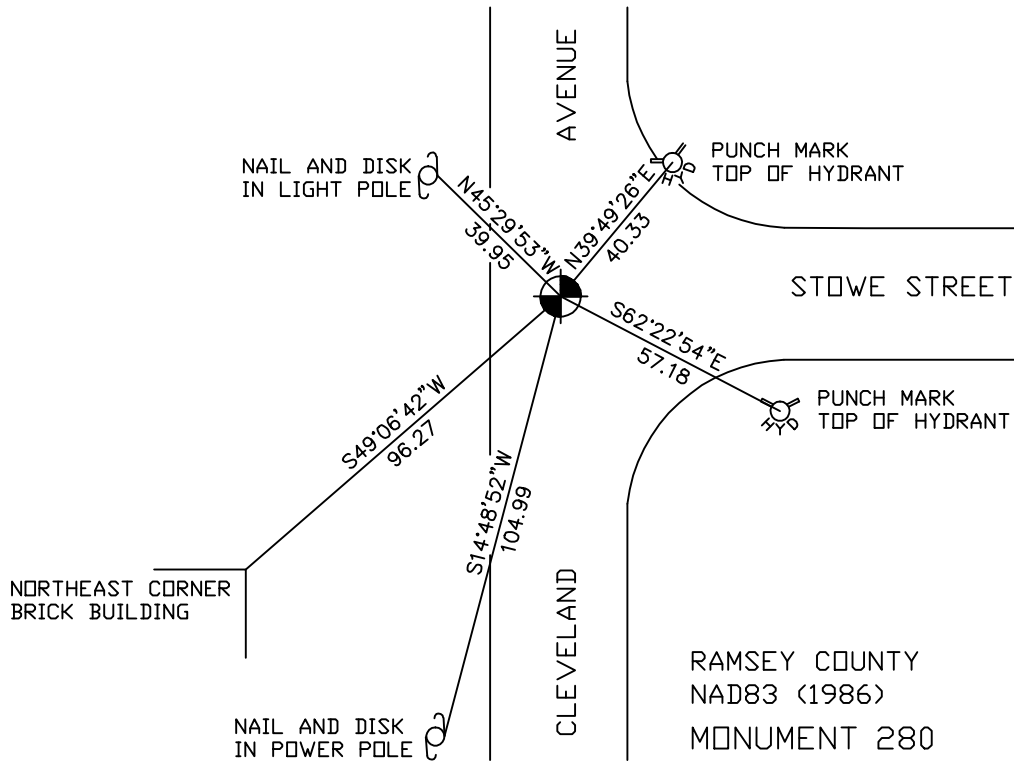 AVENUE
NAIL AND DISK
IN LIGHT POLE
PUNCH MARK
TOP OF HYDRANT
HYD
N45°29'53"W
39.95
N39°49'26"E
40.33
STOWE STREET
S62°22'54"E
57.18
PUNCH MARK
TOP OF HYDRANT
HYD
S49°06'42"W
96.27
S14°48'52"W
104.99
NORTHEAST CORNER
BRICK BUILDING
CLEVELAND
RAMSEY COUNTY
NAD83 (1986)
MONUMENT 280
NAIL AND DISK
IN POWER POLE